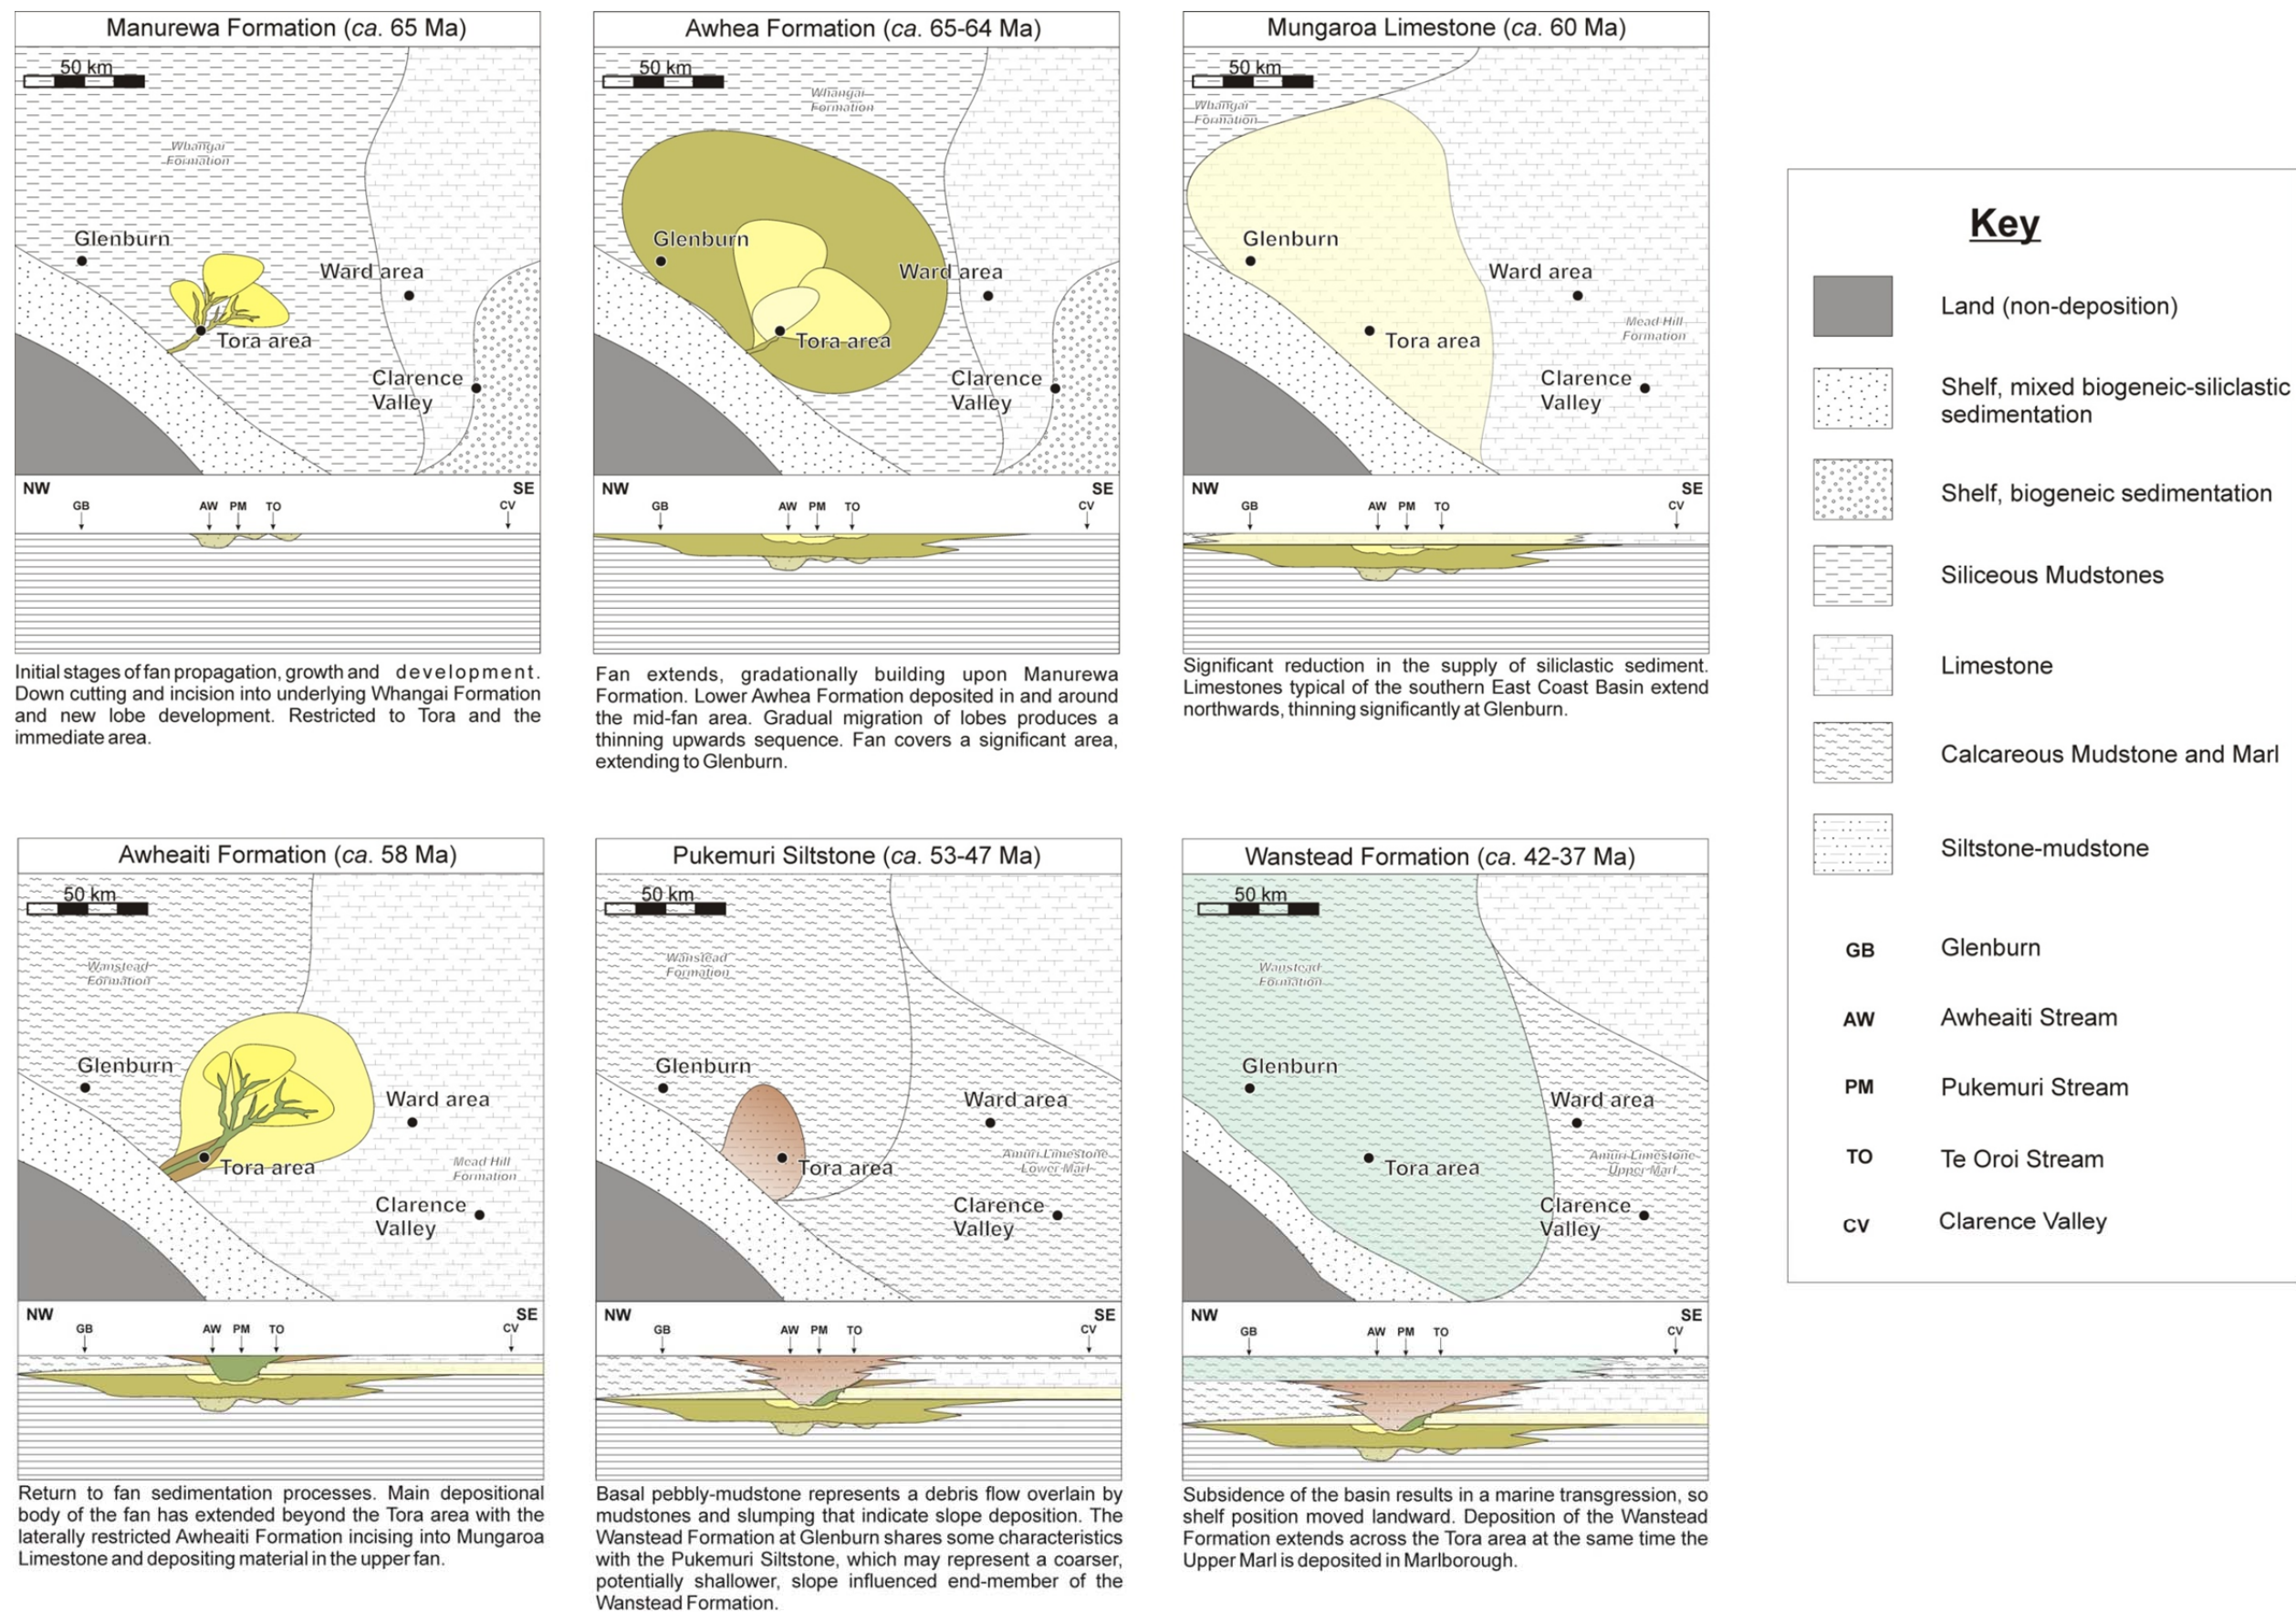 Manurewa Formation (ca. 65 Ma)
50 km
Whangai
Formation
Glenburn
Ward area
Tora area
Clarence
Valley
NW
SE
GB
AW
PM
TO
CV
Initial stages of fan propagation, growth and development.
Down cutting and incision into underlying Whangai Formation
and new lobe development. Restricted to Tora and the
immediate area.
Awhea Formation (ca. 65-64 Ma)
50 km
Whangai
Formation
Glenburn
Ward area
Tora area
Clarence
Valley
NW
SE
GB
AW
PM
TO
CV
Fan extends, gradationally building upon Manurewa
Formation. Lower Awhea Formation deposited in and around
the mid-fan area. Gradual migration of lobes produces a
thinning upwards sequence. Fan covers a significant area,
extending to Glenburn.
Mungaroa Limestone (ca. 60 Ma)
50 km
Whangai
Formation
Glenburn
Ward area
Mead Hill
Formation
Tora area
Clarence
Valley
NW
SE
GB
AW
PM
TO
CV
Significant reduction in the supply of siliclastic sediment.
Limestones typical of the southern East Coast Basin extend
northwards, thinning significantly at Glenburn.
Awheaiti Formation (ca. 58 Ma)
50 km
Wanstead
Formation
Glenburn
Ward area
Tora area
Mead Hill
Formation
Clarence
Valley
NW
SE
GB
AW
PM
TO
CV
Return to fan sedimentation processes. Main depositional
body of the fan has extended beyond the Tora area with the
laterally restricted Awheaiti Formation incising into Mungaroa
Limestone and depositing material in the upper fan.
Pukemuri Siltstone (ca. 53-47 Ma)
50 km
Wanstead
Formation
Glenburn
Ward area
Amuri Limestone
Lower Marl
Tora area
Clarence
Valley
NW
SE
GB
AW
PM
TO
CV
Basal pebbly-mudstone represents a debris flow overlain by
mudstones and slumping that indicate slope deposition. The
Wanstead Formation at Glenburn shares some characteristics
with the Pukemuri Siltstone, which may represent a coarser,
potentially shallower, slope influenced end-member of the
Wanstead Formation.
Wanstead Formation (ca. 42-37 Ma)
50 km
Wanstead
Formation
Glenburn
Ward area
Amuri Limestone
Upper Marl
Tora area
Clarence
Valley
NW
SE
GB
AW
PM
TO
CV
Subsidence of the basin results in a marine transgression, so
shelf position moved landward. Deposition of the Wanstead
Formation extends across the Tora area at the same time the
Upper Marl is deposited in Marlborough.
Key
Land (non-deposition)
Shelf, mixed biogeneic-siliclastic
sedimentation
Shelf, biogeneic sedimentation
Siliceous Mudstones
Limestone
Calcareous Mudstone and Marl
Siltstone-mudstone
GB Glenburn
AW Awheaiti Stream
PM Pukemuri Stream
TO Te Oroi Stream
CV Clarence Valley